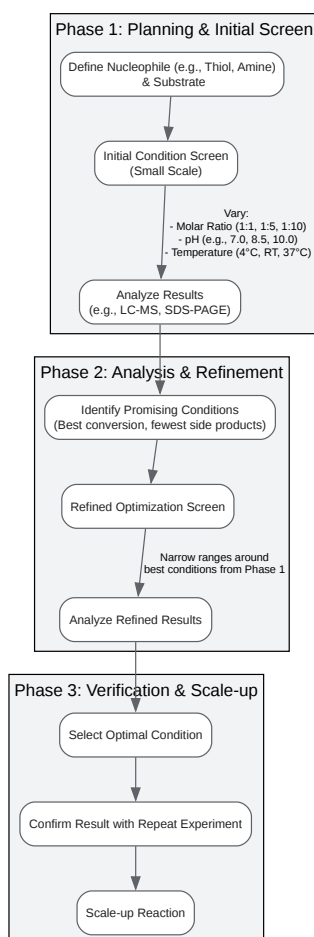 Phase 1: Planning & Initial Screen
Define Nucleophile (e.g., Thiol, Amine)
& Substrate
Initial Condition Screen
(Small Scale)
Vary:
- Molar Ratio (1:1, 1:5, 1:10)
- pH (e.g., 7.0, 8.5, 10.0)
- Temperature (4°C, RT, 37°C)
Analyze Results
(e.g., LC-MS, SDS-PAGE)
Phase 2: Analysis & Refinement
Identify Promising Conditions
(Best conversion, fewest side products)
Refined Optimization Screen
Narrow ranges around
best conditions from Phase 1
Analyze Refined Results
Phase 3: Verification & Scale-up
Select Optimal Condition
Confirm Result with Repeat Experiment
Scale-up Reaction